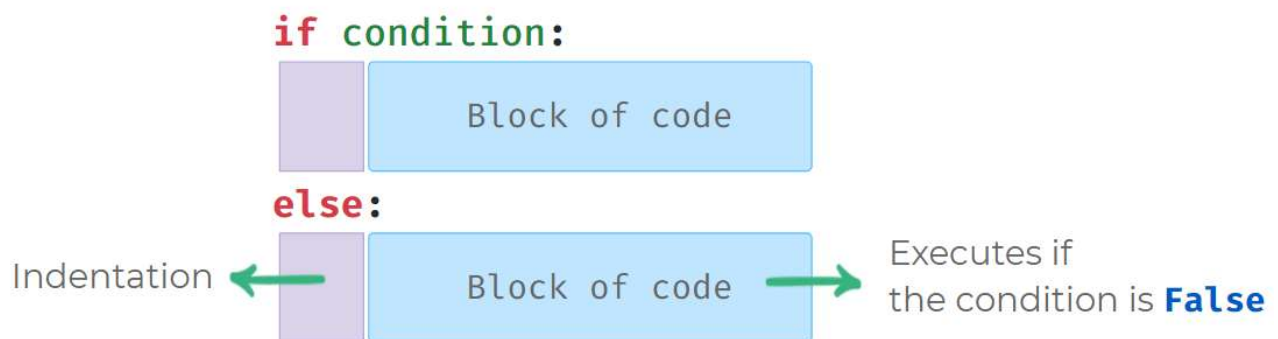 if condition:
Block of code
else:
Indentation
Block of code
Executes if
the condition is False